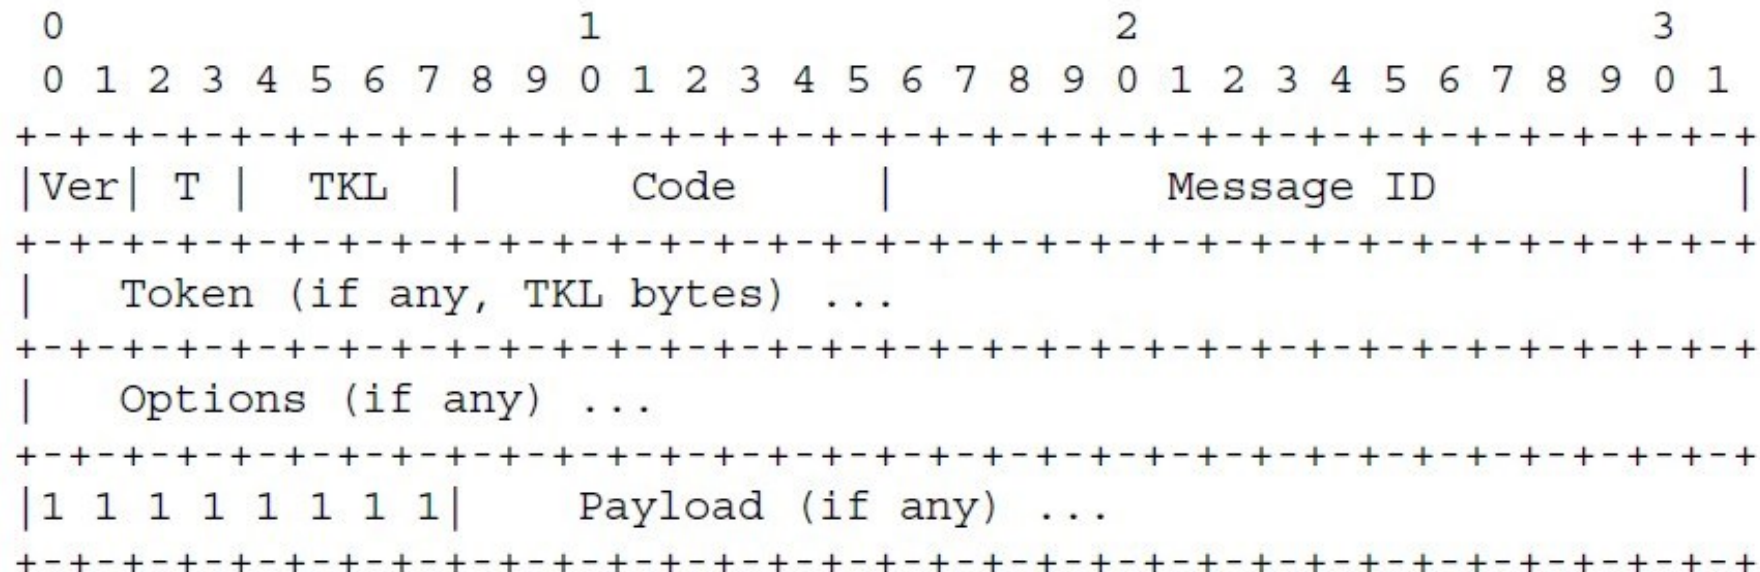 0                   1                   2                   3
 0 1 2 3 4 5 6 7 8 9 0 1 2 3 4 5 6 7 8 9 0 1 2 3 4 5 6 7 8 9 0 1
+-+-+-+-+-+-+-+-+-+-+-+-+-+-+-+-+-+-+-+-+-+-+-+-+-+-+-+-+-+-+-+-+
|Ver| T |  TKL  |      Code     |          Message ID           |
+-+-+-+-+-+-+-+-+-+-+-+-+-+-+-+-+-+-+-+-+-+-+-+-+-+-+-+-+-+-+-+-+
|   Token (if any, TKL bytes) ...
+-+-+-+-+-+-+-+-+-+-+-+-+-+-+-+-+-+-+-+-+-+-+-+-+-+-+-+-+-+-+-+-+
|   Options (if any) ...
+-+-+-+-+-+-+-+-+-+-+-+-+-+-+-+-+-+-+-+-+-+-+-+-+-+-+-+-+-+-+-+-+
|1 1 1 1 1 1 1 1|    Payload (if any) ...
+-+-+-+-+-+-+-+-+-+-+-+-+-+-+-+-+-+-+-+-+-+-+-+-+-+-+-+-+-+-+-+-+